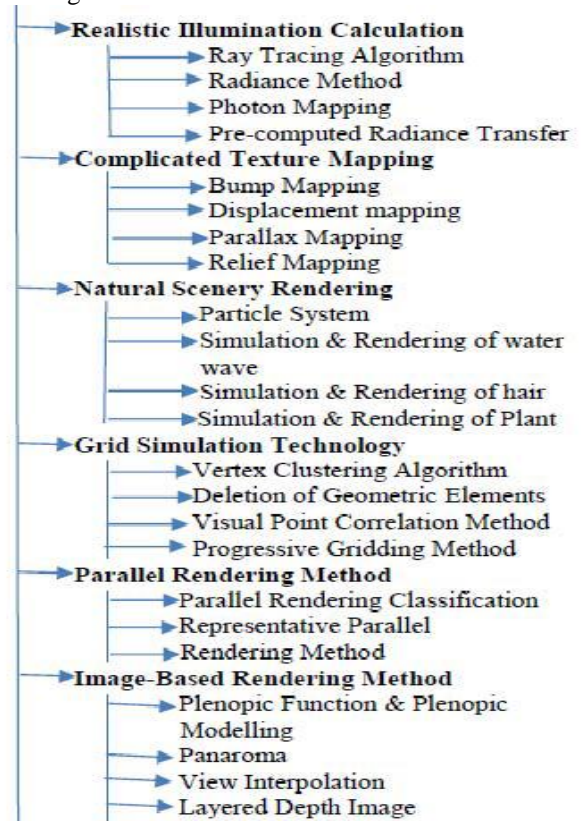 Realistic Illumination Calculation
Ray Tracing Algorithm
Radiance Method
Photon Mapping
Pre-computed Radiance Transfer
Complicated Texture Mapping
Bump Mapping
Displacement mapping
Parallax Mapping
Relief Mapping
Natural Scenery Rendering
Particle System
Simulation & Rendering of water
wave
Simulation & Rendering of hair
Simulation & Rendering of Plant
Grid Simulation Technology
Vertex Clustering Algorithm
Deletion of Geometric Elements
Visual Point Correlation Method
Progressive Gridding Method
Parallel Rendering Method
Parallel Rendering Classification
Representative Parallel
Rendering Method
Image-Based Rendering Method
Plenopic Function & Plenopic
Modelling
Panaroma
View Interpolation
Layered Depth Image